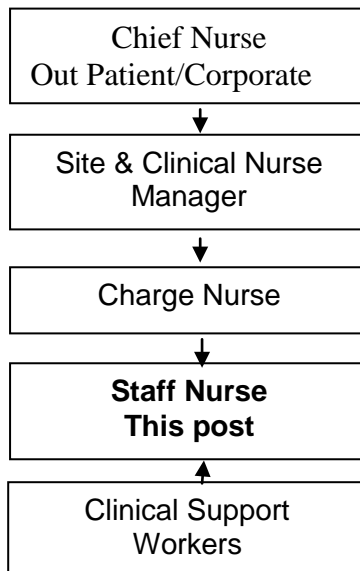 Chief Nurse
Out Patient/Corporate
Site & Clinical Nurse
Manager
Charge Nurse
Staff Nurse
This post
Clinical Support
Workers